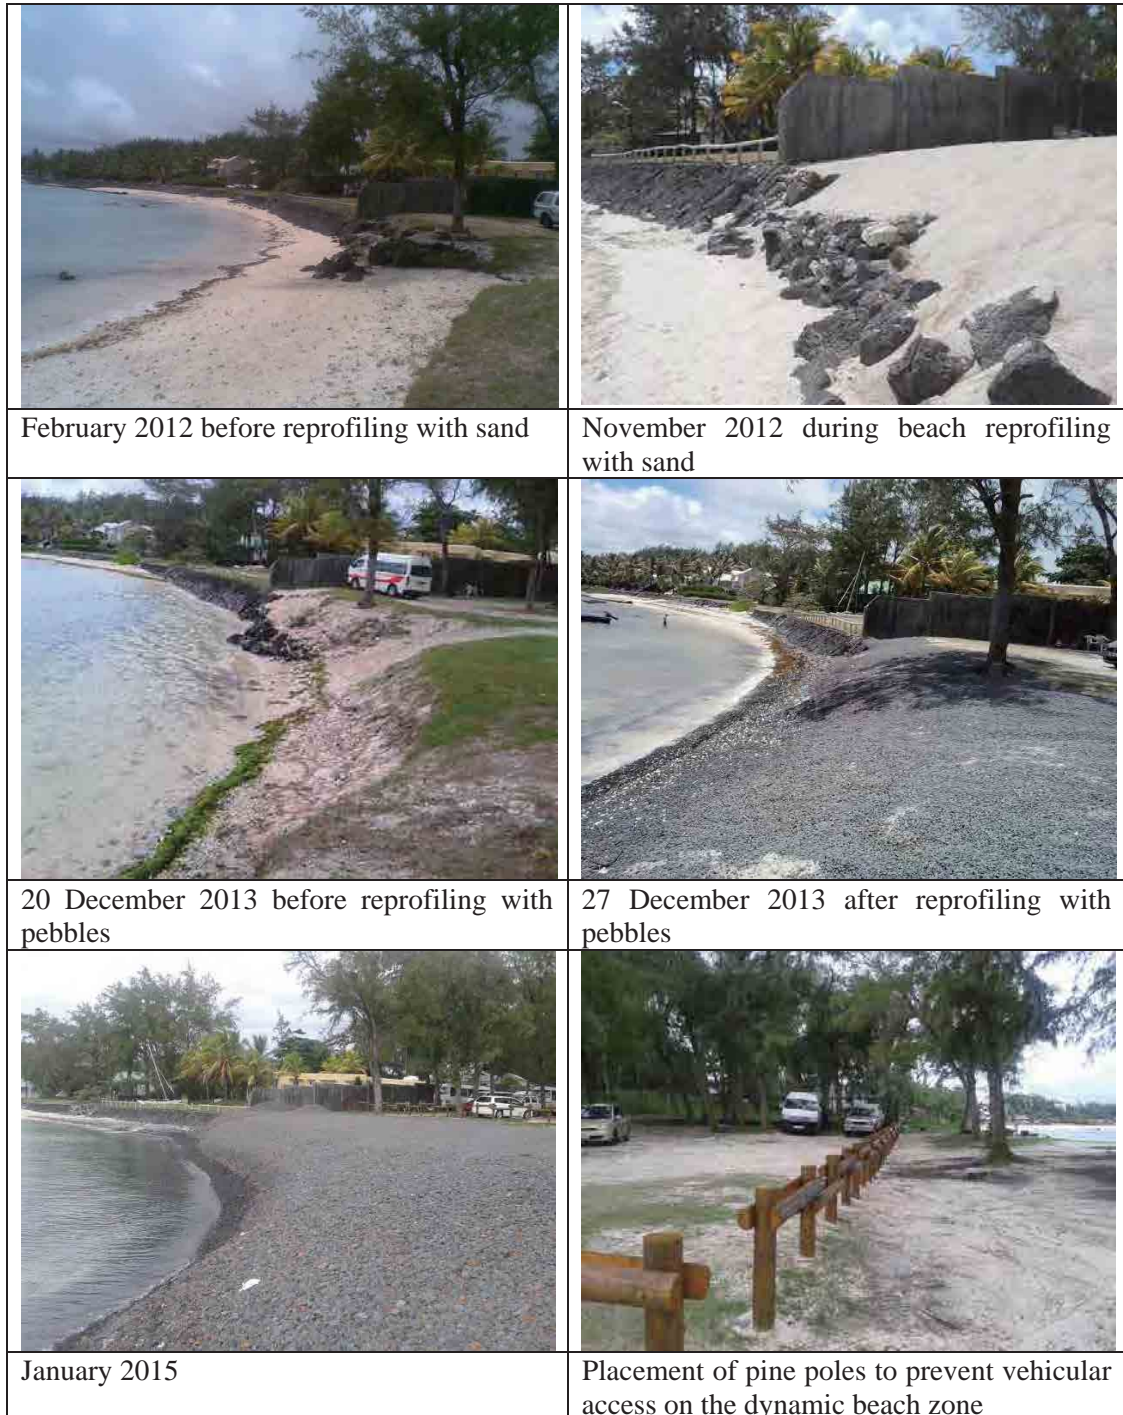 February 2012 before reprofiling with sand
November 2012 during beach reprofiling
with sand
20 December 2013 before reprofiling with
pebbles
27 December 2013 after reprofiling with
pebbles
January 2015
Placement of pine poles to prevent vehicular
access on the dynamic beach zone